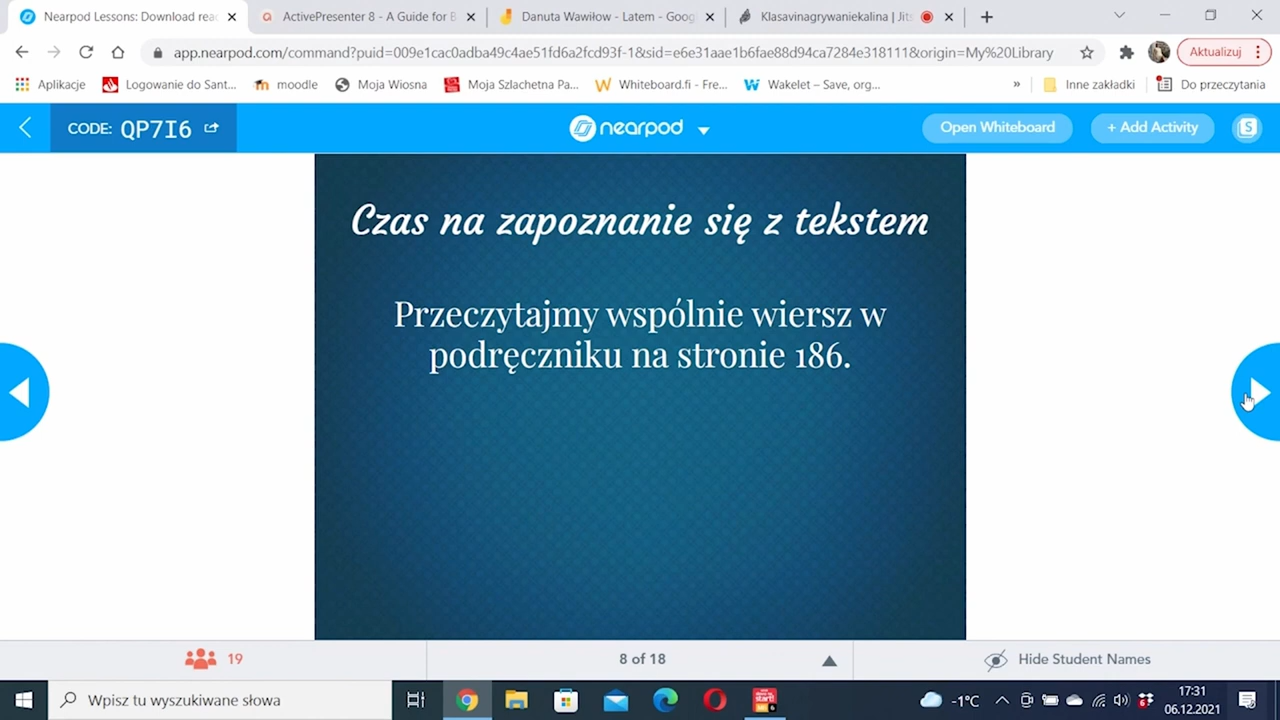 Nearpod Lessons: Download rea
ActivePresenter 8 - A Guide for B
Danuta Wawiłow - Latem - Goog
Klasavinagrywaniekalina | Jits
app.nearpod.com/command?puid=009e1cac0adba49c4ae51fd6a2fcd93f-1&sid=e6e31aae1b6fae88d94ca7284e318111&origin=My%20Library
Aktualizuj
Aplikacje
Logowanie do Sant...
moodle
Moja Wiosna
Moja Szlachetna Pa...
Whiteboard.fi - Fre...
Wakelet – Save, org...
»
Inne zakładki
Do przeczytania
CODE: QP7I6
nearpod
Open Whiteboard
+ Add Activity
S
Czas na zapoznanie się z tekstem
Przeczytajmy wspólnie wiersz w
podręczniku na stronie 186.
19
8 of 18
Hide Student Names
Wpisz tu wyszukiwane słowa
-1°C
17:31
06.12.2021